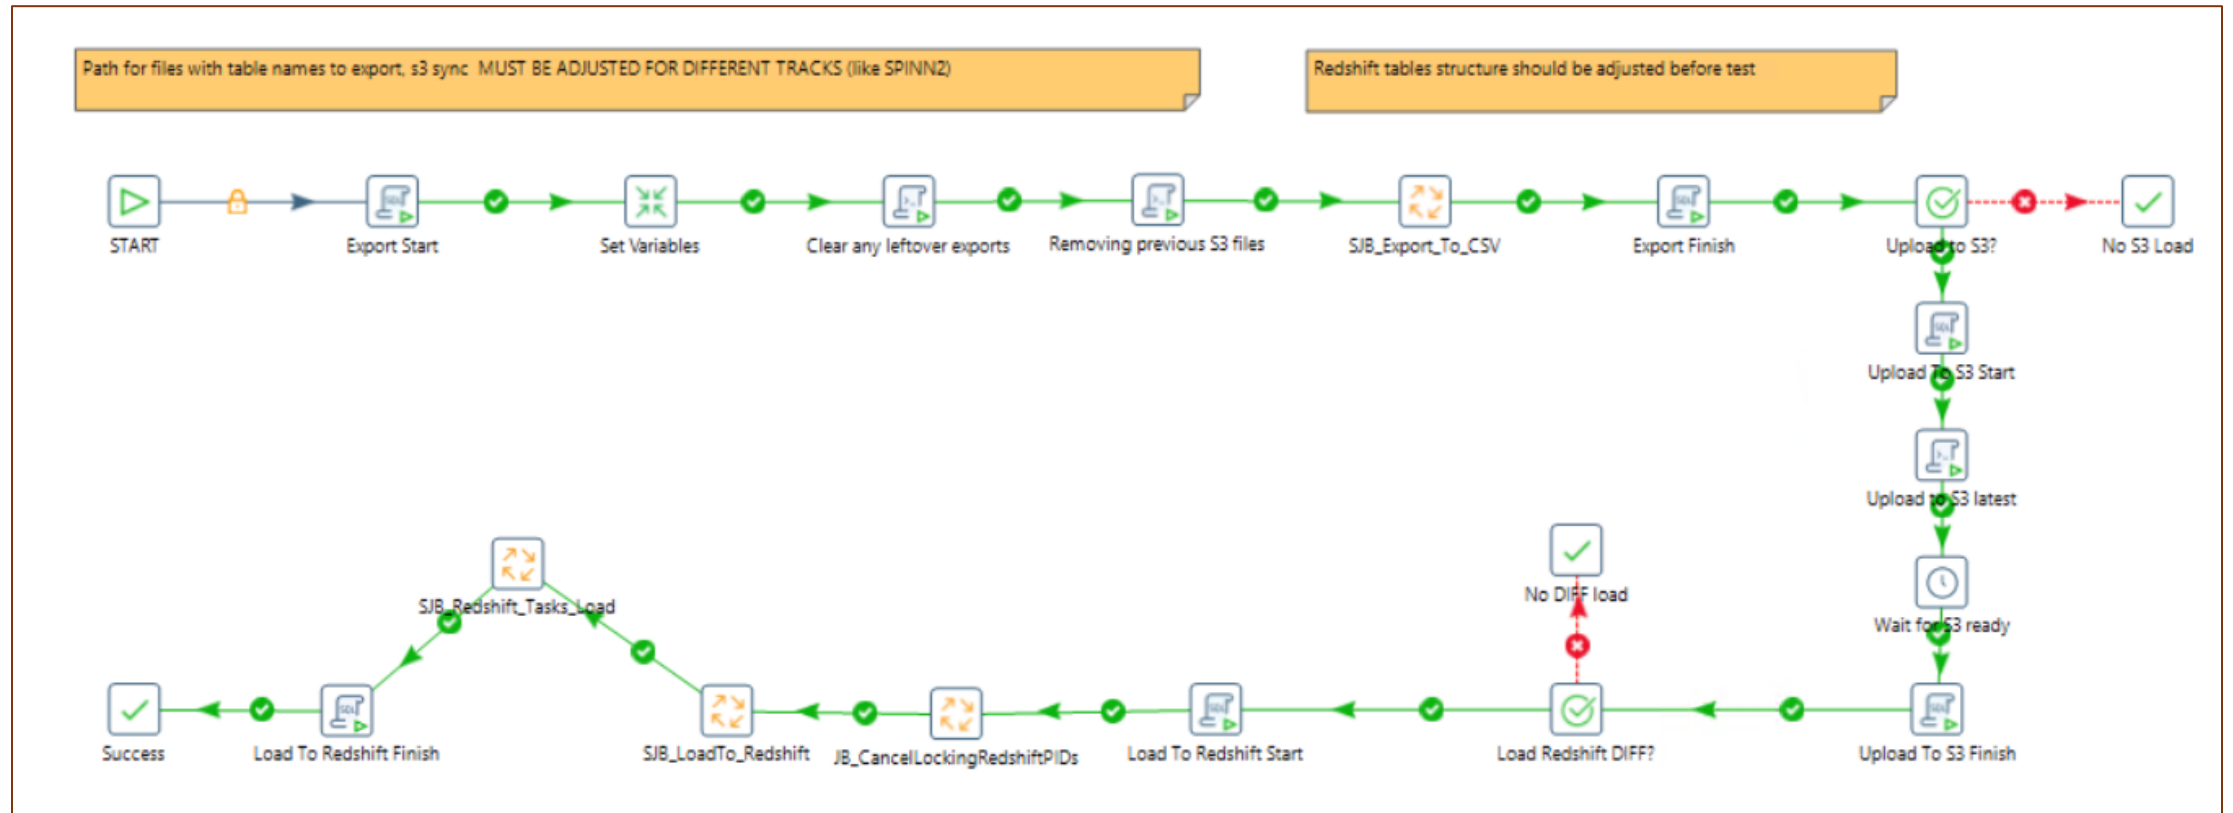 Path for files with table names to export, s3 sync  MUST BE ADJUSTED FOR DIFFERENT TRACKS (like SPINN2)
Redshift tables structure should be adjusted before test
START
Export Start
Set Variables
Clear any leftover exports
Removing previous S3 files
SJB_Export_To_CSV
Export Finish
Upload to S3?
No S3 Load
Upload To S3 Start
Upload to S3 latest
Wait for S3 ready
No DIFF load
SJB_Redshift_Tasks_Load
Success
Load To Redshift Finish
SJB_LoadTo_Redshift
JB_CancelLockingRedshiftPIDs
Load To Redshift Start
Load Redshift DIFF?
Upload To S3 Finish